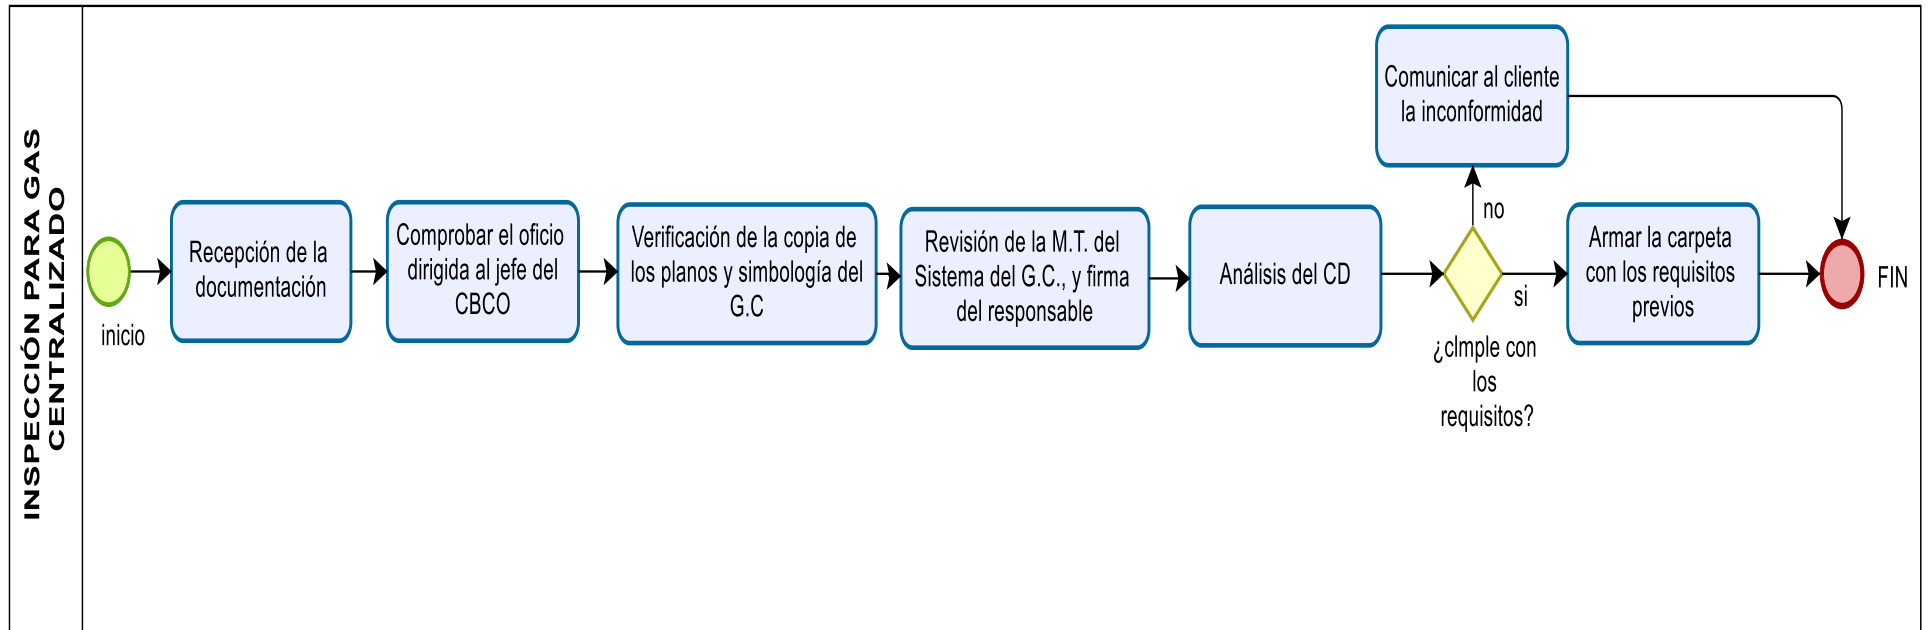 INSPECCIÓN PARA GAS
CENTRALIZADO
inicio
Recepción de la
documentación
Comprobar el oficio
dirigida al jefe del
CBCO
Verificación de la copia de
los planos y simbología del
G.C
Revisión de la M.T. del
Sistema del G.C., y firma
del responsable
Análisis del CD
¿clmple con
los
requisitos?
no
Comunicar al cliente
la inconformidad
si
Armar la carpeta
con los requisitos
previos
FIN